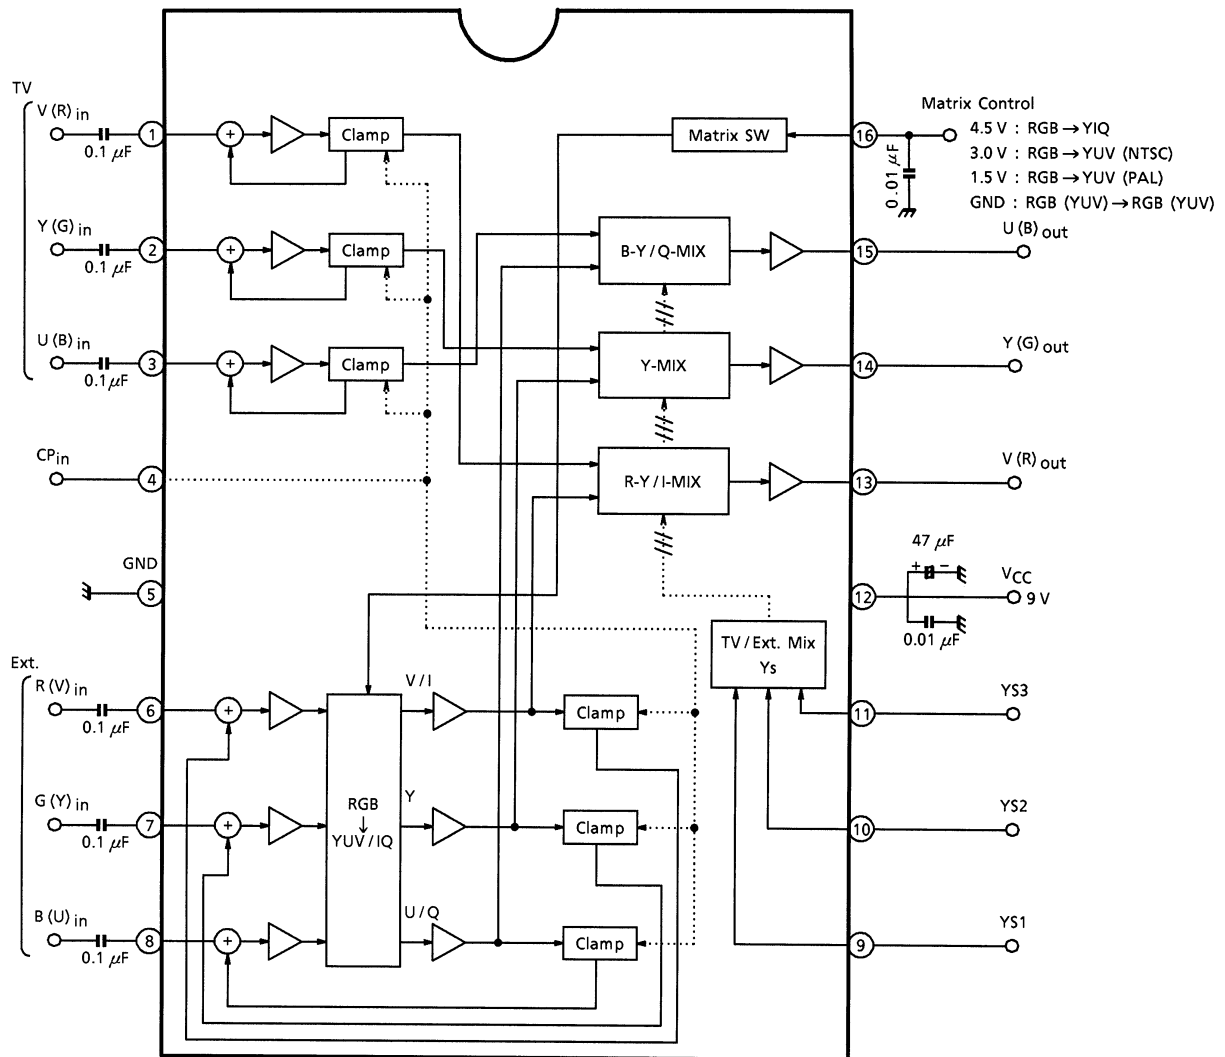 TV
V (R) in
0.1 μF
1
+
Clamp
Y (G) in
0.1 μF
2
+
Clamp
U (B) in
0.1 μF
3
+
Clamp
CP in
4
GND
5
Ext.
R (V) in
0.1 μF
6
+
G (Y) in
0.1 μF
7
+
B (U) in
0.1 μF
8
+
RGB
↓
YUV / IQ
V / I
Y
U / Q
Clamp
Clamp
Clamp
Matrix SW
B-Y / Q-MIX
Y-MIX
R-Y / I-MIX
TV / Ext. Mix
Ys
16
0.01 μF
Matrix Control
4.5 V : RGB → YIQ
3.0 V : RGB → YUV (NTSC)
1.5 V : RGB → YUV (PAL)
GND : RGB (YUV) → RGB (YUV)
15
U (B) out
14
Y (G) out
13
V (R) out
47 μF
+ −
12
VCC
9 V
0.01 μF
11
YS3
10
YS2
9
YS1